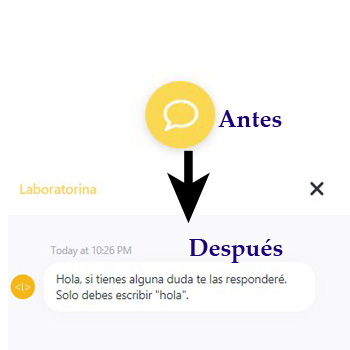 Antes
Laboratorina
Después
Today at 10:26 PM
Hola, si tienes alguna duda te las responderé.
Solo debes escribir "hola".